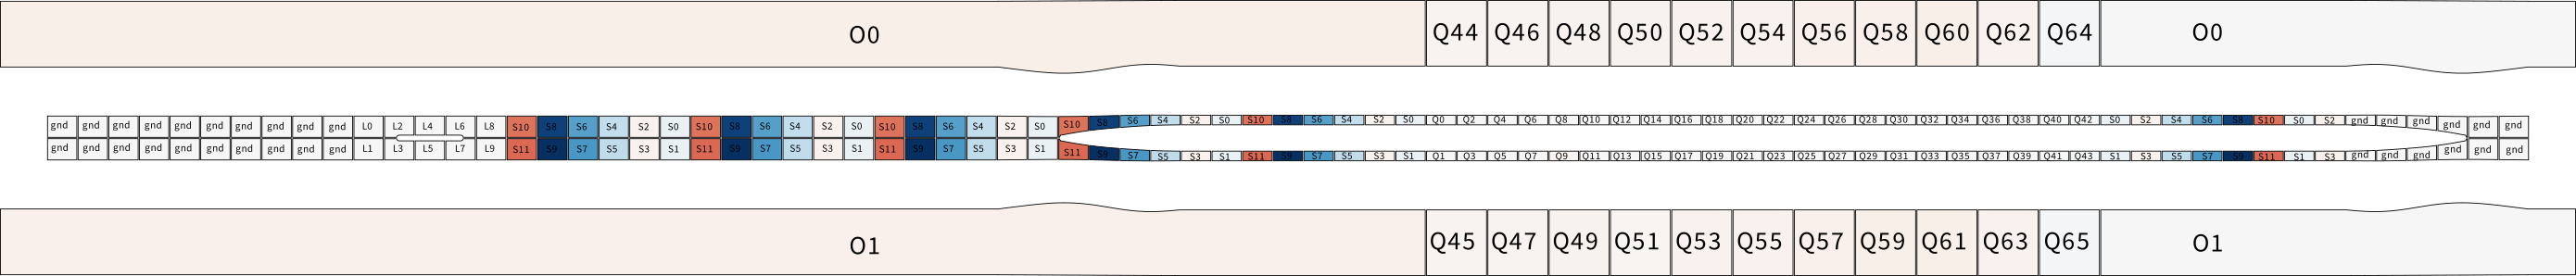 O0 Q44 Q46 Q48 Q50 Q52 Q54 Q56 Q58 Q60 Q62 Q64 O0
gnd gnd gnd gnd gnd gnd gnd gnd gnd gnd L0 L2 L4 L6 L8 S10 S8 S6 S4 S2 S0 S10 S8 S6 S4 S2 S0 S10 S8 S6 S4 S2 S0 S10 S8 S6 S4 S2 S0 S10 S8 S6 S4 S2 S0 Q0 Q2 Q4 Q6 Q8 Q10 Q12 Q14 Q16 Q18 Q20 Q22 Q24 Q26 Q28 Q30 Q32 Q34 Q36 Q38 Q40 Q42 S0 S2 S4 S6 S8 S10 S0 S2 gnd gnd gnd gnd gnd gnd
gnd gnd gnd gnd gnd gnd gnd gnd gnd gnd L1 L3 L5 L7 L9 S11 S9 S7 S5 S3 S1 S11 S9 S7 S5 S3 S1 S11 S9 S7 S5 S3 S1 S11 S9 S7 S5 S3 S1 S11 S9 S7 S5 S3 S1 Q1 Q3 Q5 Q7 Q9 Q11 Q13 Q15 Q17 Q19 Q21 Q23 Q25 Q27 Q29 Q31 Q33 Q35 Q37 Q39 Q41 Q43 S1 S3 S5 S7 S9 S11 S1 S3 gnd gnd gnd gnd gnd gnd
O1 Q45 Q47 Q49 Q51 Q53 Q55 Q57 Q59 Q61 Q63 Q65 O1